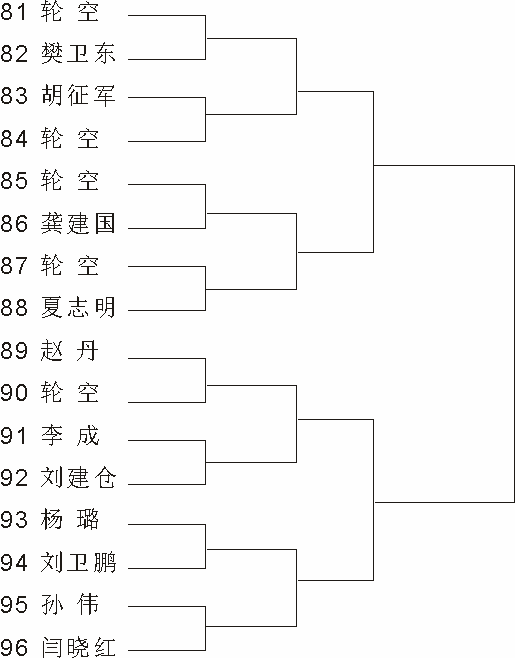 81 轮 空
82 樊卫东
83 胡征军
84 轮 空
85 轮 空
86 龚建国
87 轮 空
88 夏志明
89 赵 丹
90 轮 空
91 李 成
92 刘建仓
93 杨 璐
94 刘卫鹏
95 孙 伟
96 闫晓红